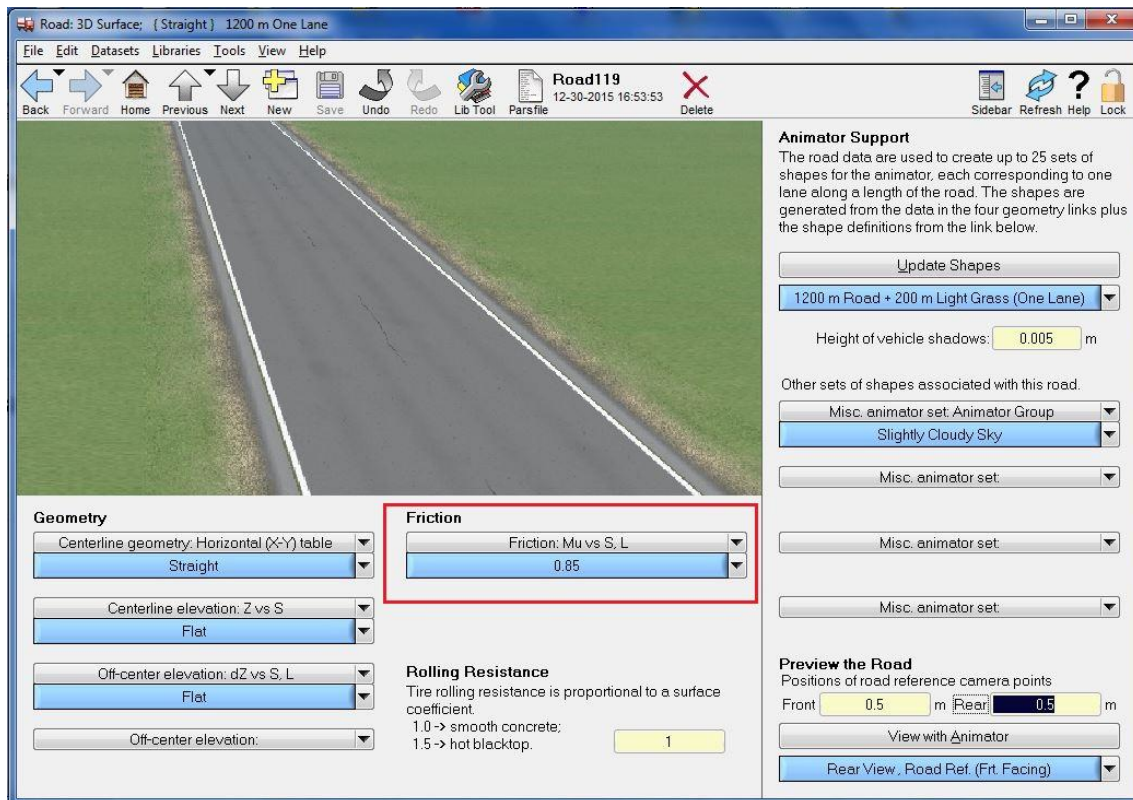 Road: 3D Surface; { Straight } 1200 m One Lane
File Edit Datasets Libraries Tools View Help
Back Forward Home Previous Next New Save Undo Redo Lib Tool Parsfile
Road119
12-30-2015 16:53:53
Delete
Sidebar Refresh Help Lock
Animator Support
The road data are used to create up to 25 sets of
shapes for the animator, each corresponding to one
lane along a length of the road. The shapes are
generated from the data in the four geometry links plus
the shape definitions from the link below.
Update Shapes
1200 m Road + 200 m Light Grass (One Lane)
Height of vehicle shadows: 0.005 m
Other sets of shapes associated with this road.
Misc. animator set: Animator Group
Slightly Cloudy Sky
Misc. animator set:
Misc. animator set:
Misc. animator set:
Preview the Road
Positions of road reference camera points
Front 0.5 m Rear 0.5 m
View with Animator
Rear View, Road Ref. (Frt. Facing)
Geometry
Centerline geometry: Horizontal (X-Y) table
Straight
Centerline elevation: Z vs S
Flat
Off-center elevation: dZ vs S, L
Flat
Off-center elevation:
Friction
Friction: Mu vs S, L
0.85
Rolling Resistance
Tire rolling resistance is proportional to a surface
coefficient.
1.0 -> smooth concrete;
1.5 -> hot blacktop.
1